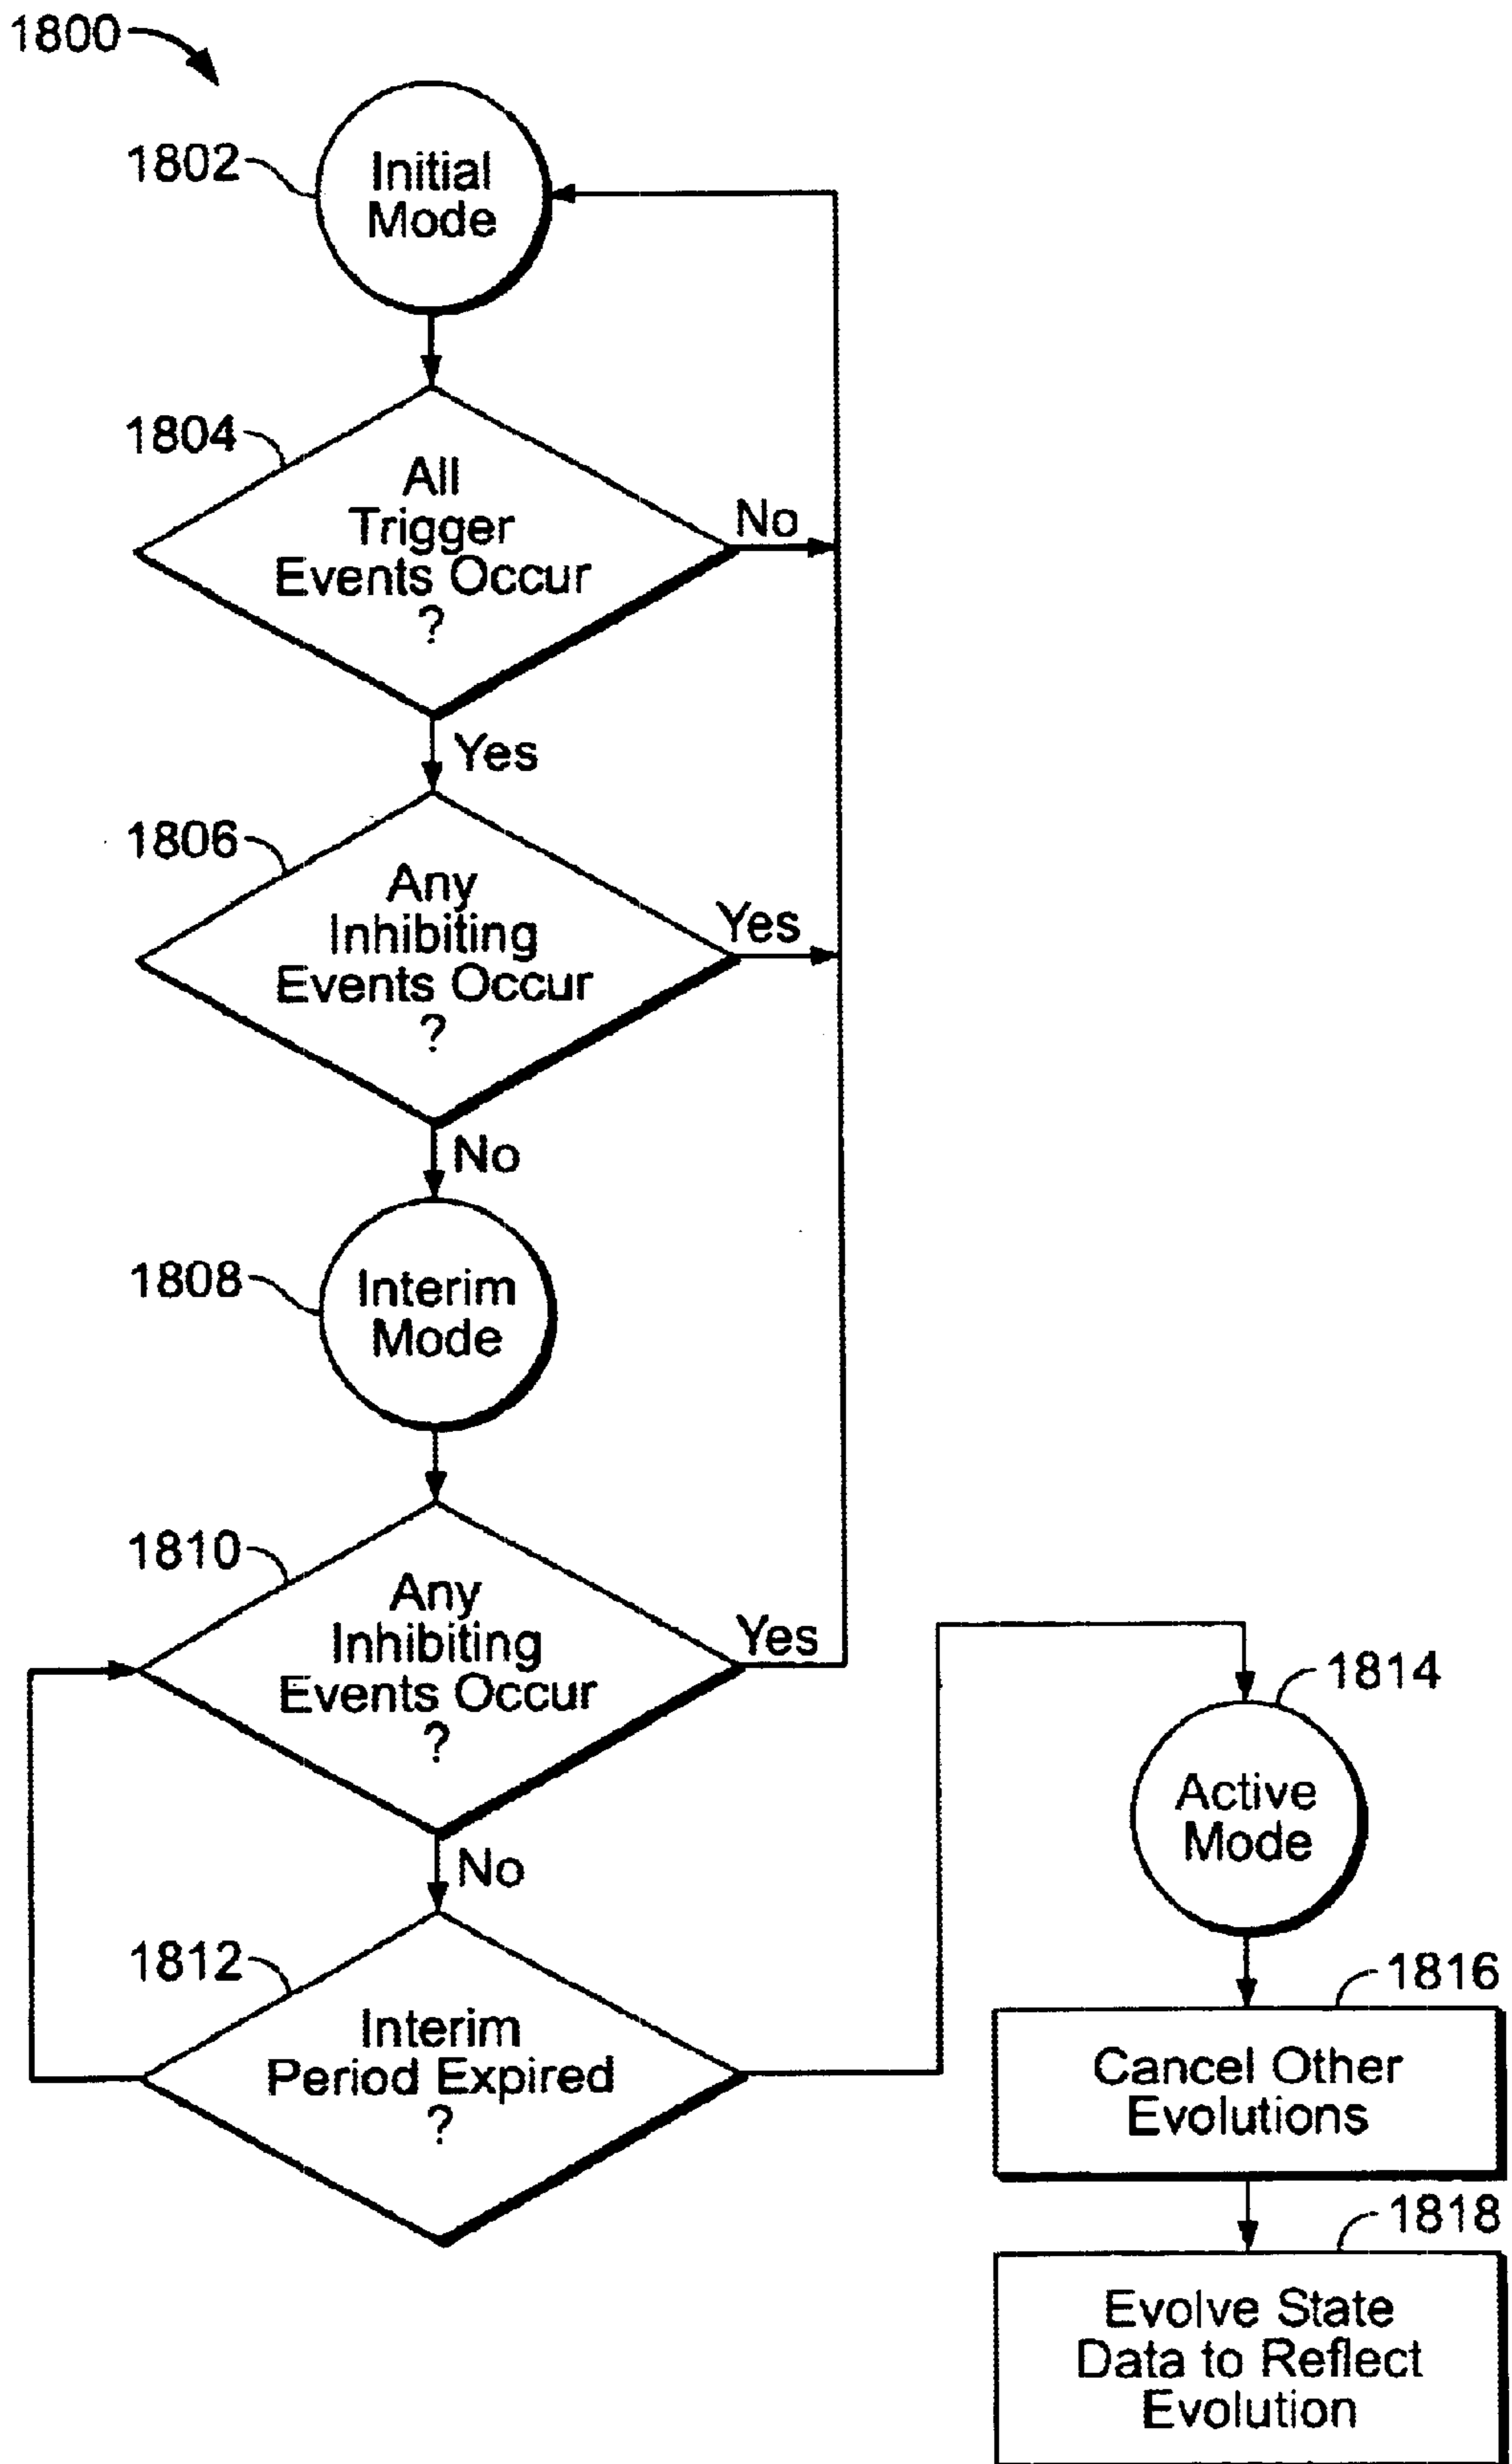 1800
1802
Initial
Mode
1804
All
Trigger
Events Occur
?
No
Yes
1806
Any
Inhibiting
Events Occur
?
Yes
No
1808
Interim
Mode
1810
Any
Inhibiting
Events Occur
?
Yes
No
1812
Interim
Period Expired
?
1814
Active
Mode
1816
Cancel Other
Evolutions
1818
Evolve State
Data to Reflect
Evolution